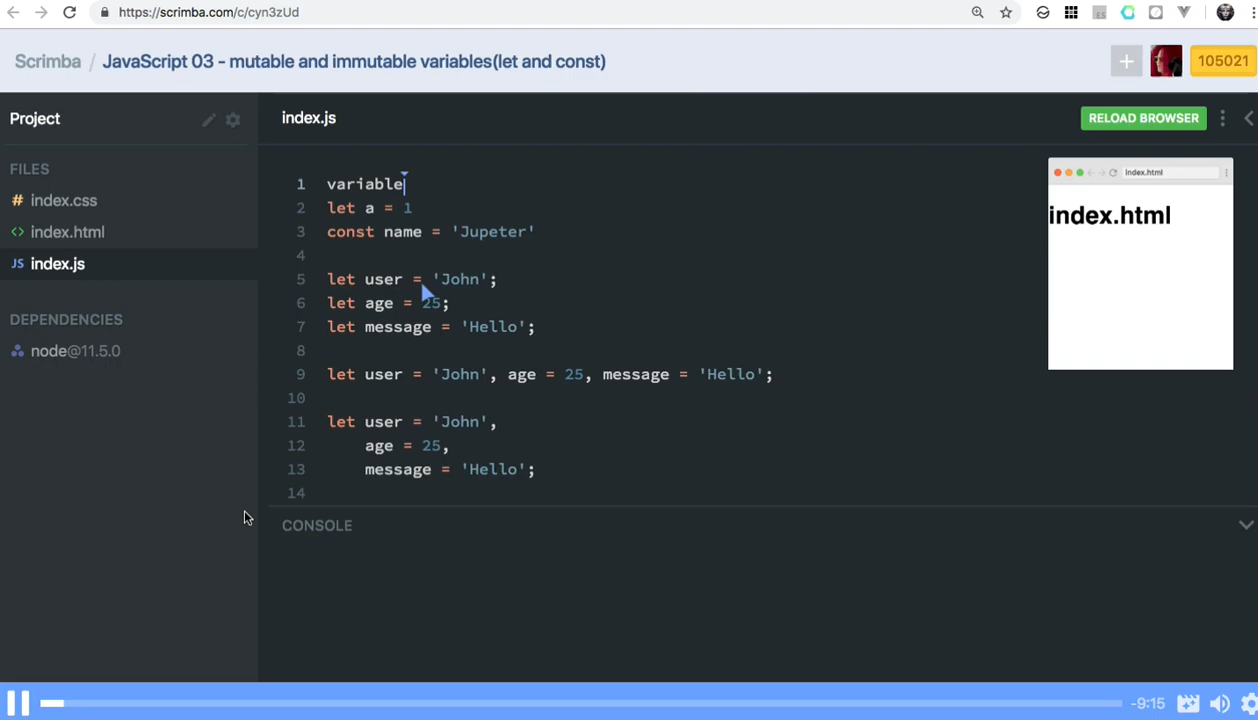 https://scrimba.com/c/cyn3zUd
ES
Scrimba / JavaScript 03 - mutable and immutable variables(let and const)
+ 105021
Project
index.js
RELOAD BROWSER
FILES
# index.css
<> index.html
JS index.js
DEPENDENCIES
node@11.5.0
1 variable
2 let a = 1
3 const name = 'Jupeter'
4
5 let user = 'John';
6 let age = 25;
7 let message = 'Hello';
8
9 let user = 'John', age = 25, message = 'Hello';
10
11 let user = 'John',
12 age = 25,
13 message = 'Hello';
14
index.html
index.html
CONSOLE
-9:15